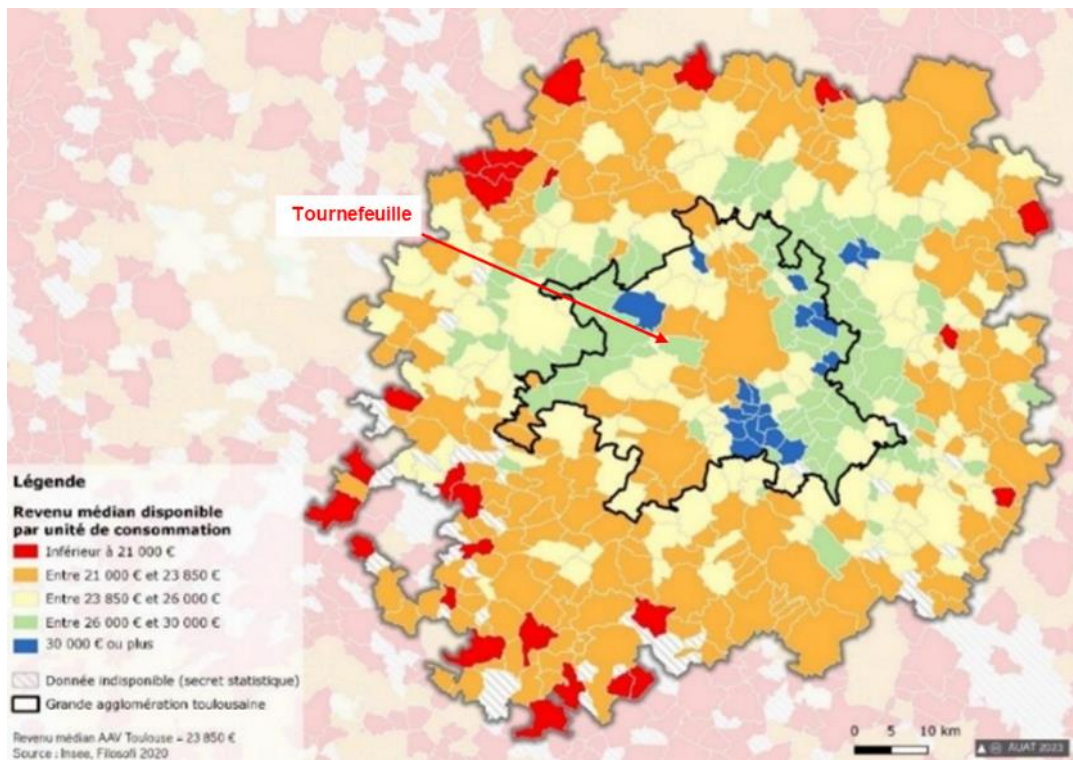 Tournefeuille
Légende
Revenu médian disponible
par unité de consommation
Inférieur à 21 000 €
Entre 21 000 € et 23 850 €
Entre 23 850 € et 26 000 €
Entre 26 000 € et 30 000 €
30 000 € ou plus
Donnée indisponible (secret statistique)
Grande agglomération toulousaine
Revenu médian AAV Toulouse = 23 850 €
Source : Insee, Filosofi 2020
0 5 10 km
AUAT 2023